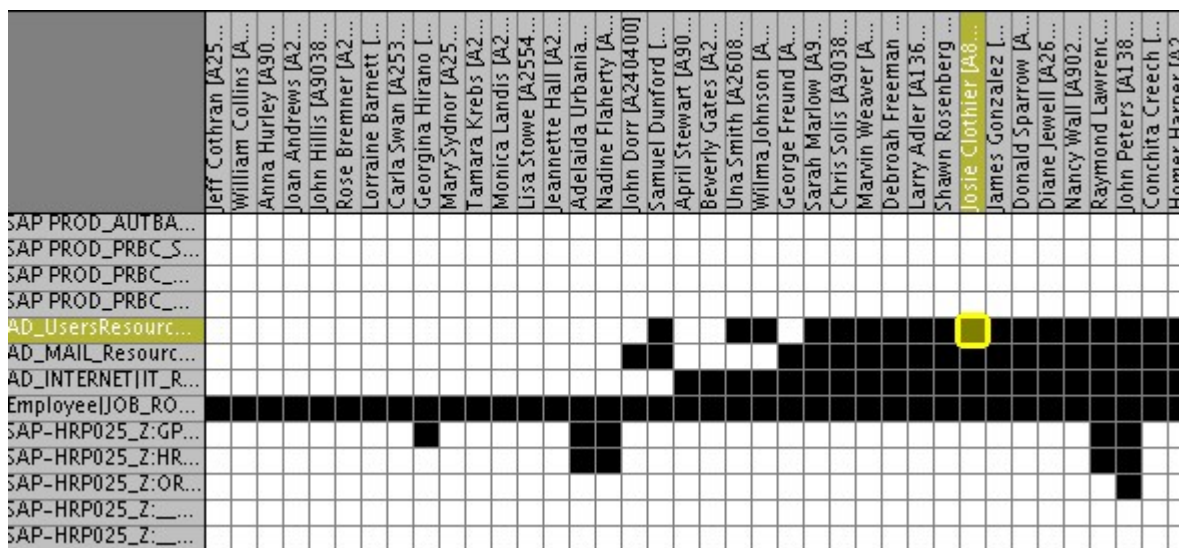 Jeff Cothran [A25...
William Collins [A...
Anna Hurley [A90...
Joan Andrews [A2...
John Hillis [A9038...
Rose Bremner [A2...
Lorraine Barnett [...
Carla Swan [A253...
Georgina Hirano [...
Mary Sydnor [A25...
Tamara Krebs [A2...
Monica Landis [A2...
Lisa Stowe [A2554...
Jeannette Hall [A2...
Adelaida Urbania...
Nadine Flaherty [A...
John Dorr [A240400]
Samuel Dunford [...
April Stewart [A90...
Beverly Gates [A2...
Una Smith [A2608...
Wilma Johnson [A...
George Freund [A...
Sarah Marlow [A9...
Chris Solis [A9038...
Marvin Weaver [A...
Debroah Freeman ...
Larry Adler [A136...
Shawn Rosenberg ...
Josie Clothier [A8...
James Gonzalez [...
Donald Sparrow [A...
Diane Jewell [A26...
Nancy Wall [A902...
Raymond Lawrenc...
John Peters [A138...
Conchita Creech [...
Homer Harner [A2...
SAP PROD_AUTBA...
SAP PROD_PRBC_S...
SAP PROD_PRBC_...
SAP PROD_PRBC_...
AD_UsersResourc...
AD_MAIL_Resourc...
AD_INTERNET|IT_R...
Employee|JOB_RO...
SAP-HRP025_Z:GP...
SAP-HRP025_Z:HR...
SAP-HRP025_Z:OR...
SAP-HRP025_Z:__...
SAP-HRP025_Z:__...